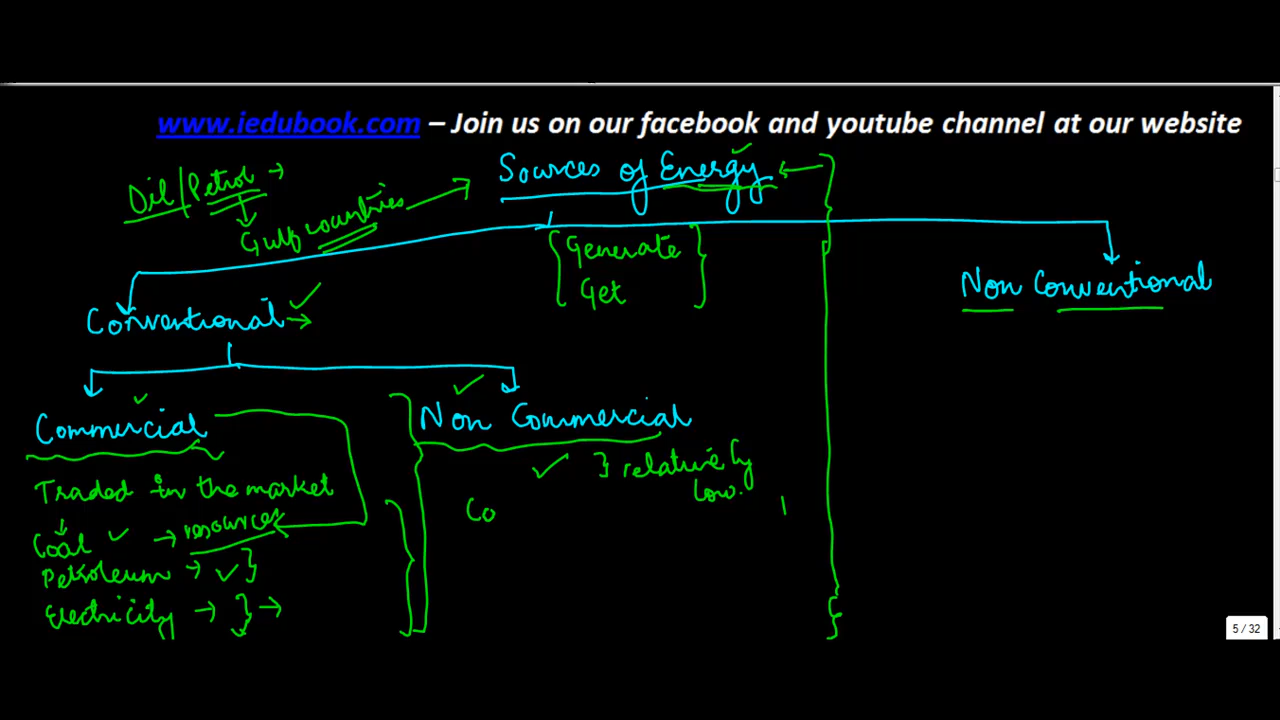 www.iedubook.com – Join us on our facebook and youtube channel at our website
Sources of Energy
Oil/Petrol →
Gulf countries
Generate
Get
Non Conventional
Conventional →
Commercial
Non Commercial
relatively
low.
Traded in the market
Co
Coal → resources
Petroleum →
Electricity → } →
5 / 32